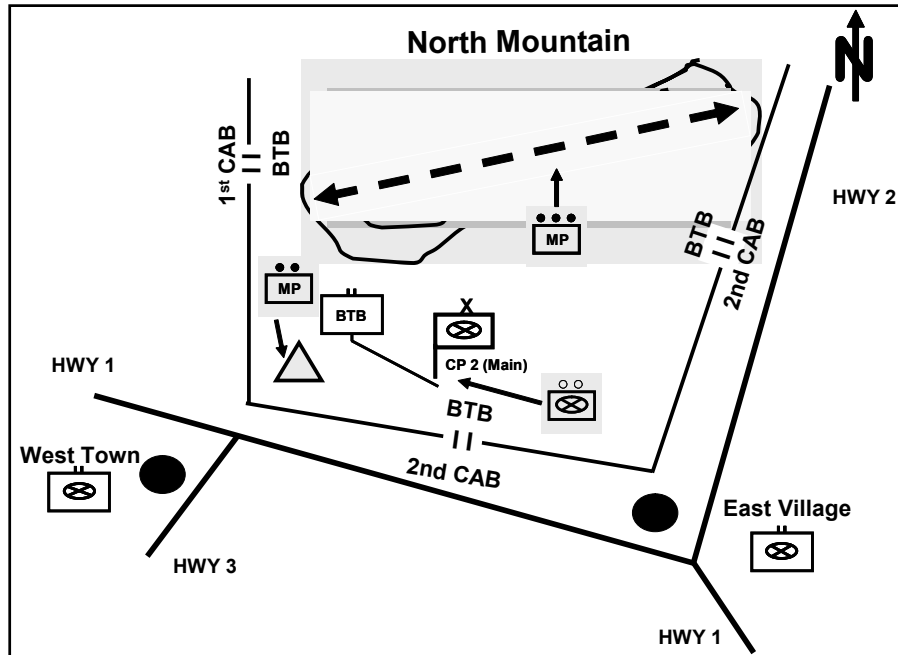 North Mountain
N
1st CAB
BTB
HWY 2
MP
BTB
2nd CAB
MP
BTB
X
CP 2 (Main)
HWY 1
BTB
2nd CAB
West Town
East Village
HWY 3
HWY 1